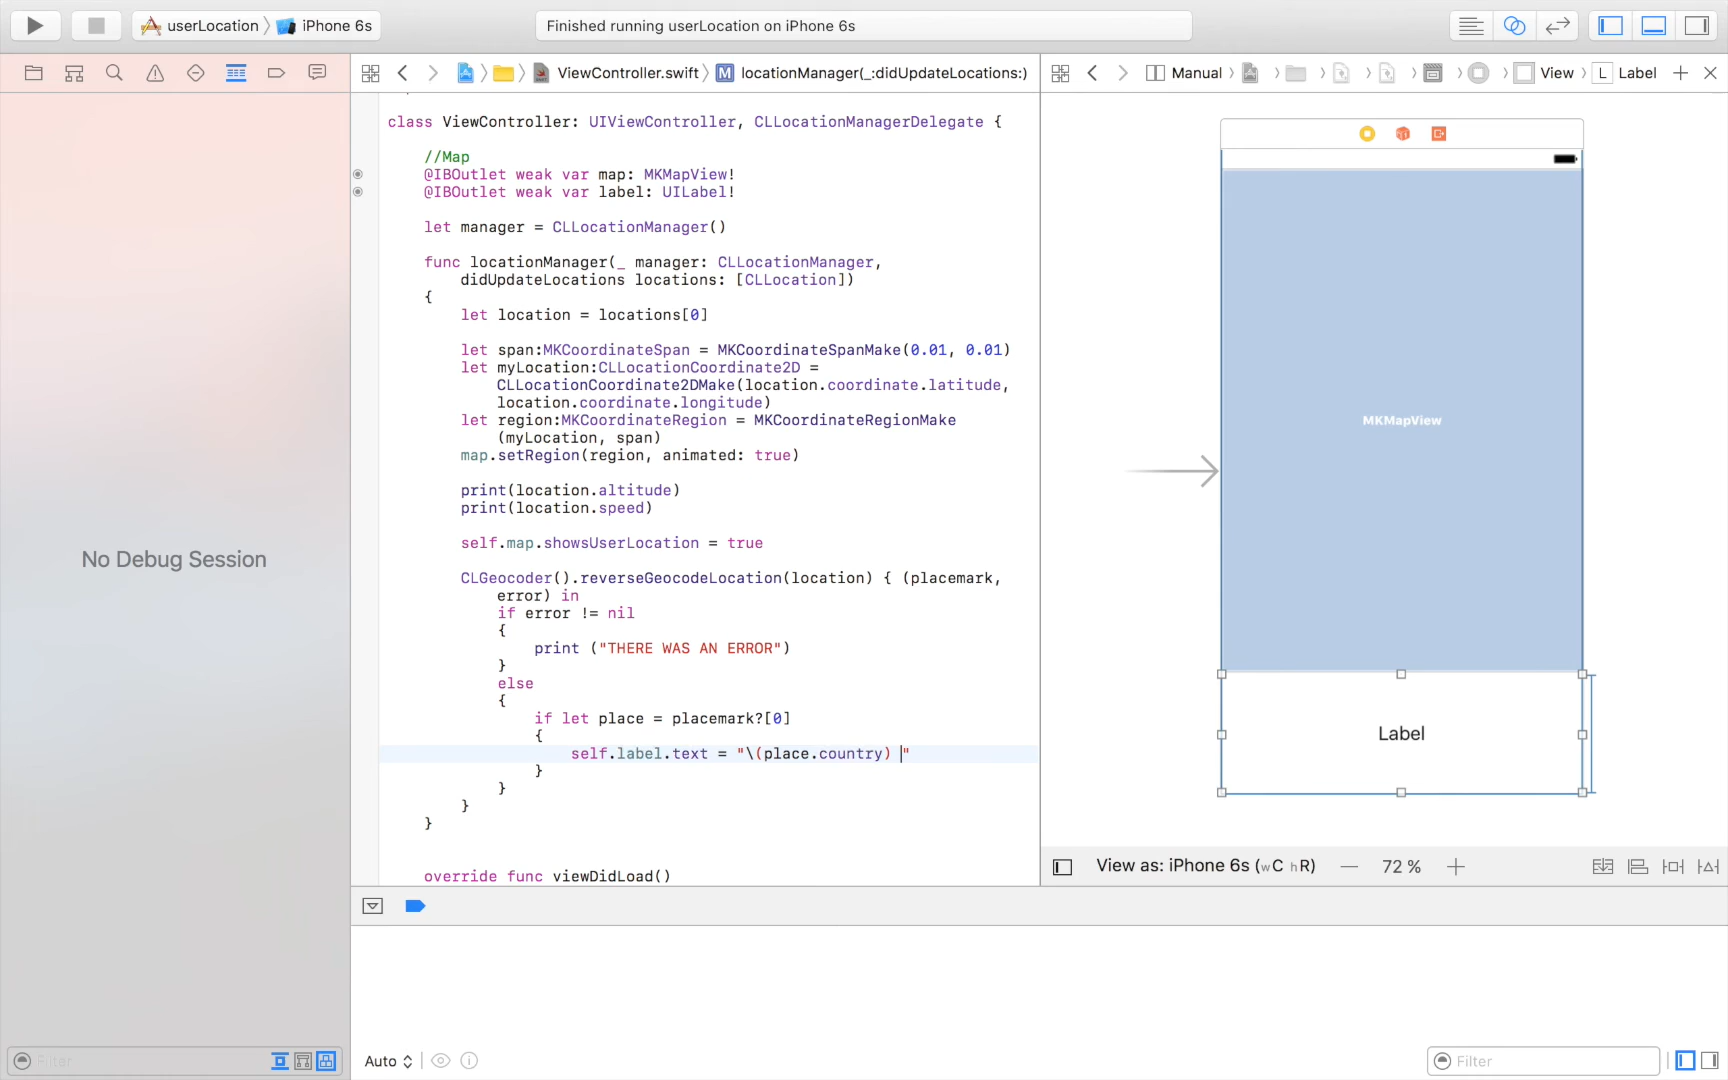 userLocation iPhone 6s
Finished running userLocation on iPhone 6s
ViewController.swift M locationManager(_:didUpdateLocations:)
Manual View L Label
class ViewController: UIViewController, CLLocationManagerDelegate {
//Map
@IBOutlet weak var map: MKMapView!
@IBOutlet weak var label: UILabel!
let manager = CLLocationManager()
func locationManager(_ manager: CLLocationManager,
didUpdateLocations locations: [CLLocation])
{
let location = locations[0]
let span:MKCoordinateSpan = MKCoordinateSpanMake(0.01, 0.01)
let myLocation:CLLocationCoordinate2D =
CLLocationCoordinate2DMake(location.coordinate.latitude,
location.coordinate.longitude)
let region:MKCoordinateRegion = MKCoordinateRegionMake
(myLocation, span)
map.setRegion(region, animated: true)
print(location.altitude)
print(location.speed)
self.map.showsUserLocation = true
CLGeocoder().reverseGeocodeLocation(location) { (placemark,
error) in
if error != nil
{
print ("THERE WAS AN ERROR")
}
else
{
if let place = placemark?[0]
{
self.label.text = "\(place.country) "
}
}
}
}
override func viewDidLoad()
No Debug Session
MKMapView
Label
View as: iPhone 6s (wC hR) — 72 % +
Filter
Auto
Filter